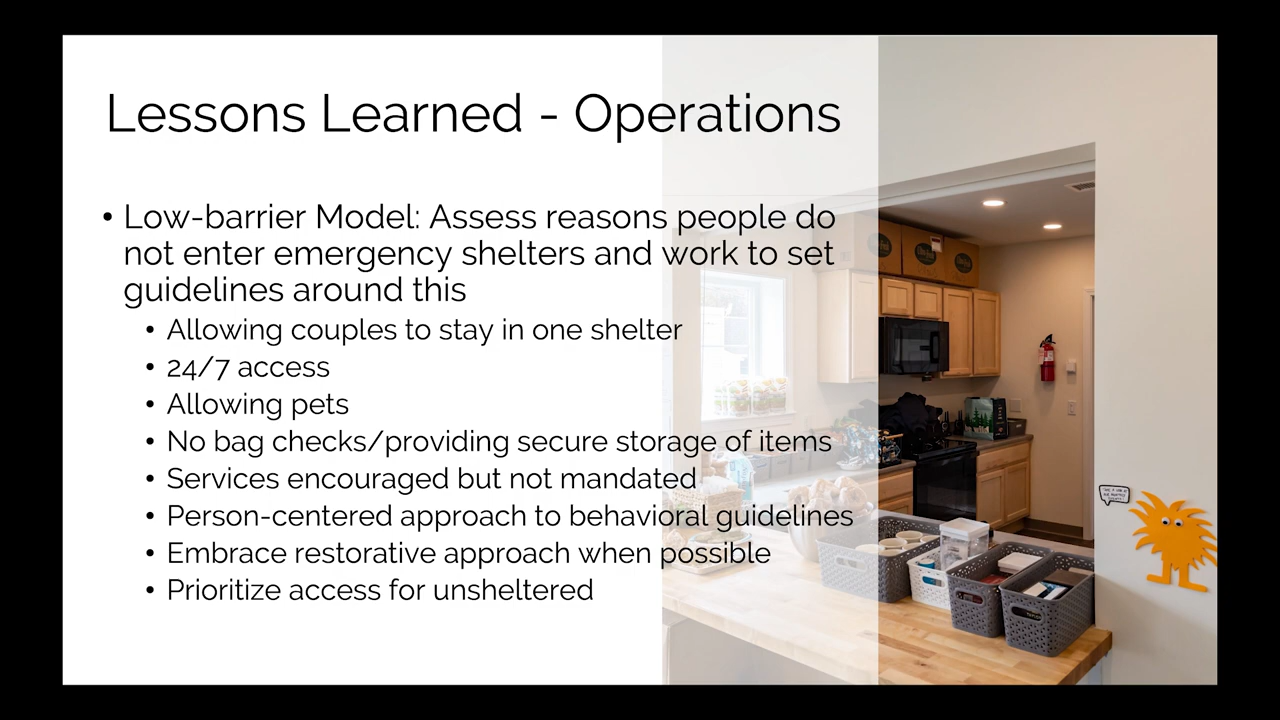 Lessons Learned - Operations
• Low-barrier Model: Assess reasons people do
not enter emergency shelters and work to set
guidelines around this
• Allowing couples to stay in one shelter
• 24/7 access
• Allowing pets
• No bag checks/providing secure storage of items
• Services encouraged but not mandated
• Person-centered approach to behavioral guidelines
• Embrace restorative approach when possible
• Prioritize access for unsheltered